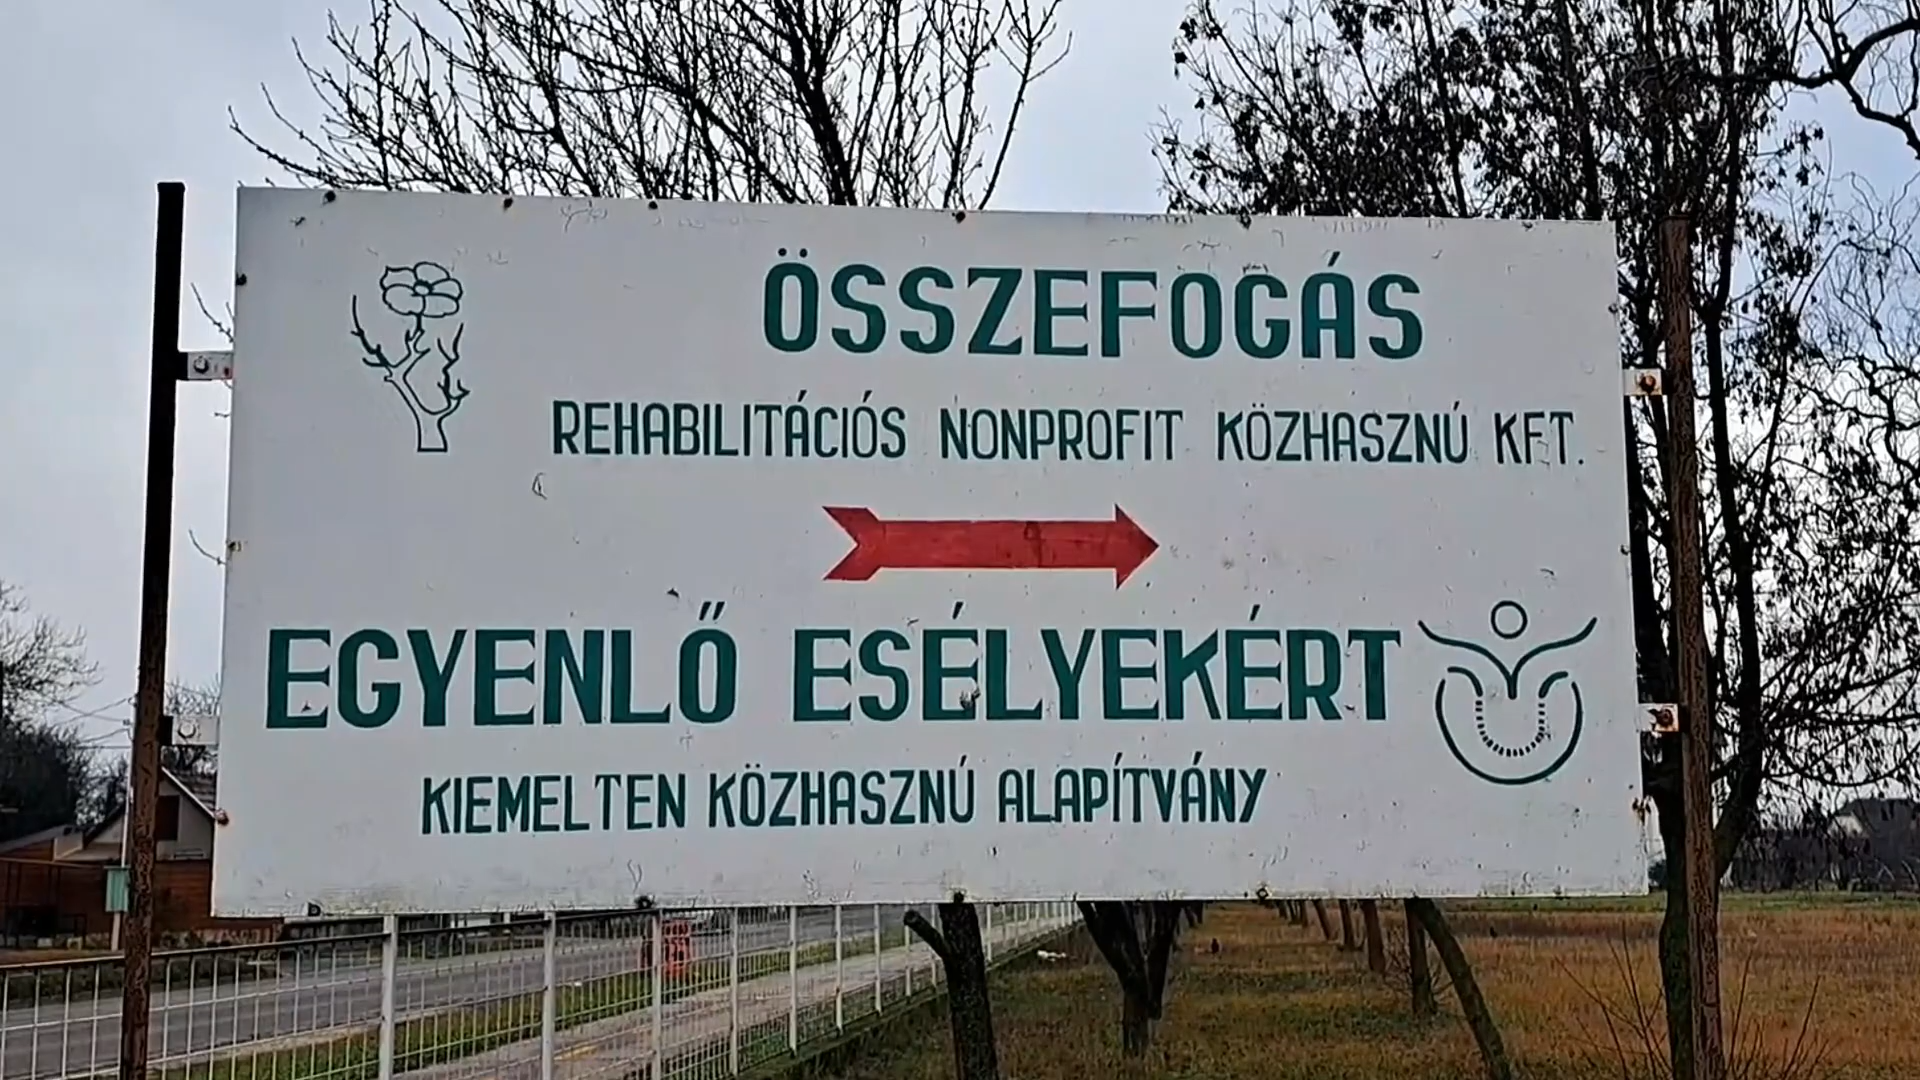 ÖSSZEFOGÁS
REHABILITÁCIÓS NONPROFIT KÖZHASZNÚ KFT.
EGYENLŐ ESÉLYEKÉRT
KIEMELTEN KÖZHASZNÚ ALAPÍTVÁNY